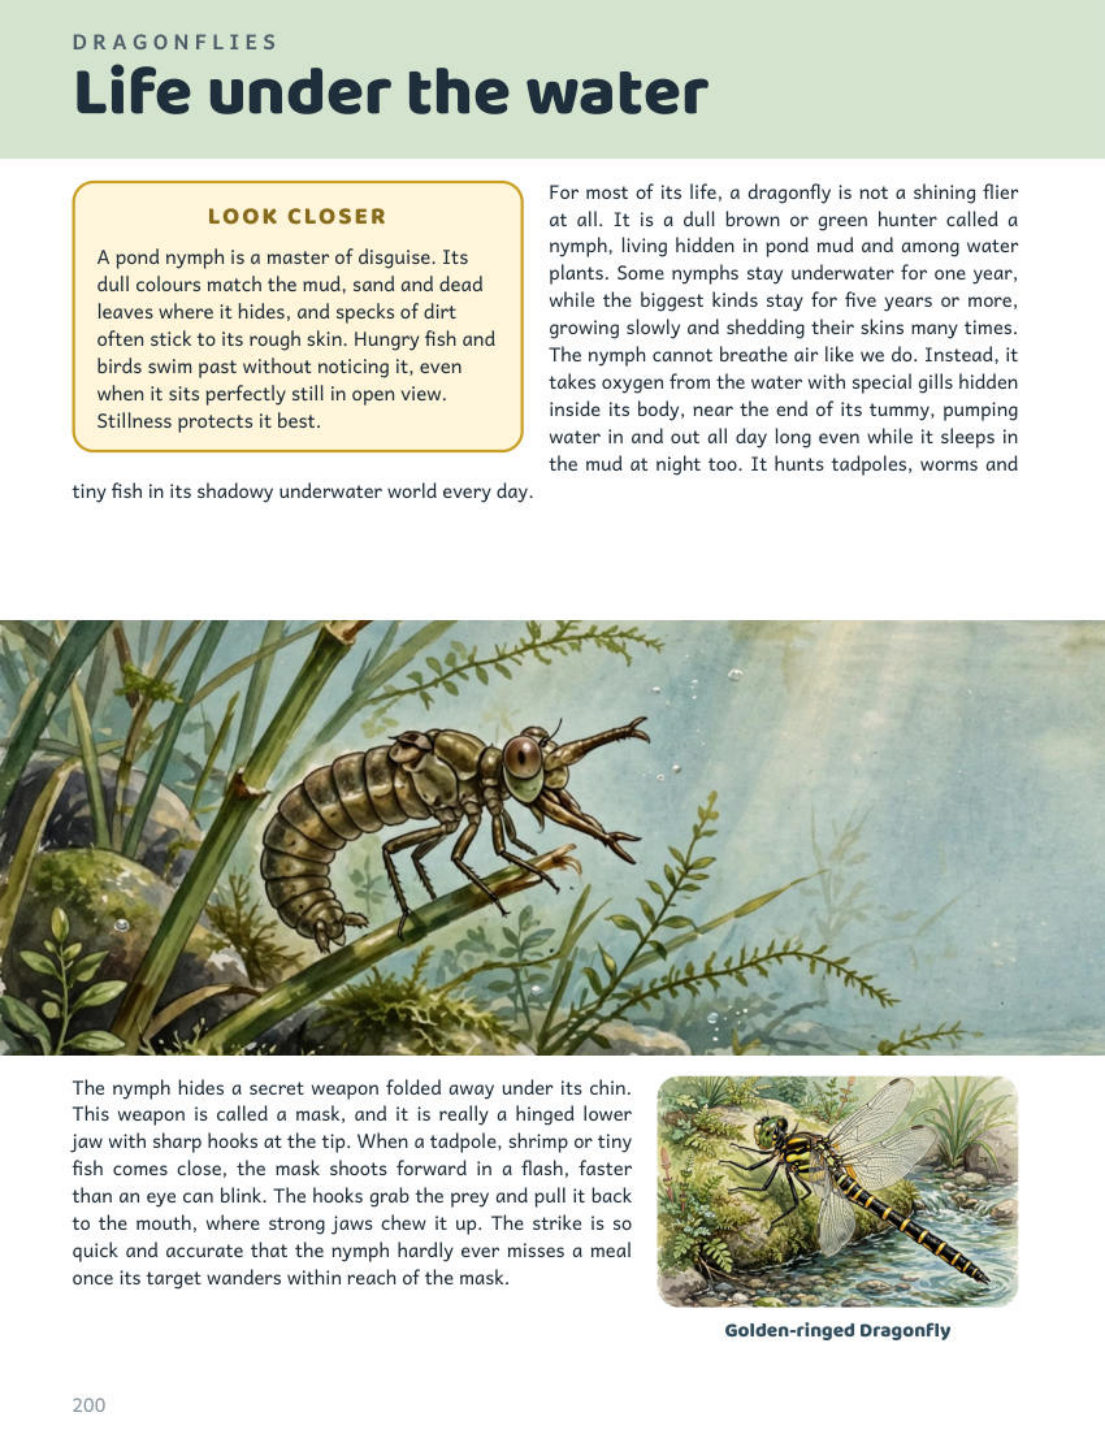 DRAGONFLIES
Life under the water
LOOK CLOSER
A pond nymph is a master of disguise. Its
dull colours match the mud, sand and dead
leaves where it hides, and specks of dirt
often stick to its rough skin. Hungry fish and
birds swim past without noticing it, even
when it sits perfectly still in open view.
Stillness protects it best.
For most of its life, a dragonfly is not a shining flier
at all. It is a dull brown or green hunter called a
nymph, living hidden in pond mud and among water
plants. Some nymphs stay underwater for one year,
while the biggest kinds stay for five years or more,
growing slowly and shedding their skins many times.
The nymph cannot breathe air like we do. Instead, it
takes oxygen from the water with special gills hidden
inside its body, near the end of its tummy, pumping
water in and out all day long even while it sleeps in
the mud at night too. It hunts tadpoles, worms and
tiny fish in its shadowy underwater world every day.
The nymph hides a secret weapon folded away under its chin.
This weapon is called a mask, and it is really a hinged lower
jaw with sharp hooks at the tip. When a tadpole, shrimp or tiny
fish comes close, the mask shoots forward in a flash, faster
than an eye can blink. The hooks grab the prey and pull it back
to the mouth, where strong jaws chew it up. The strike is so
quick and accurate that the nymph hardly ever misses a meal
once its target wanders within reach of the mask.
Golden-ringed Dragonfly
200